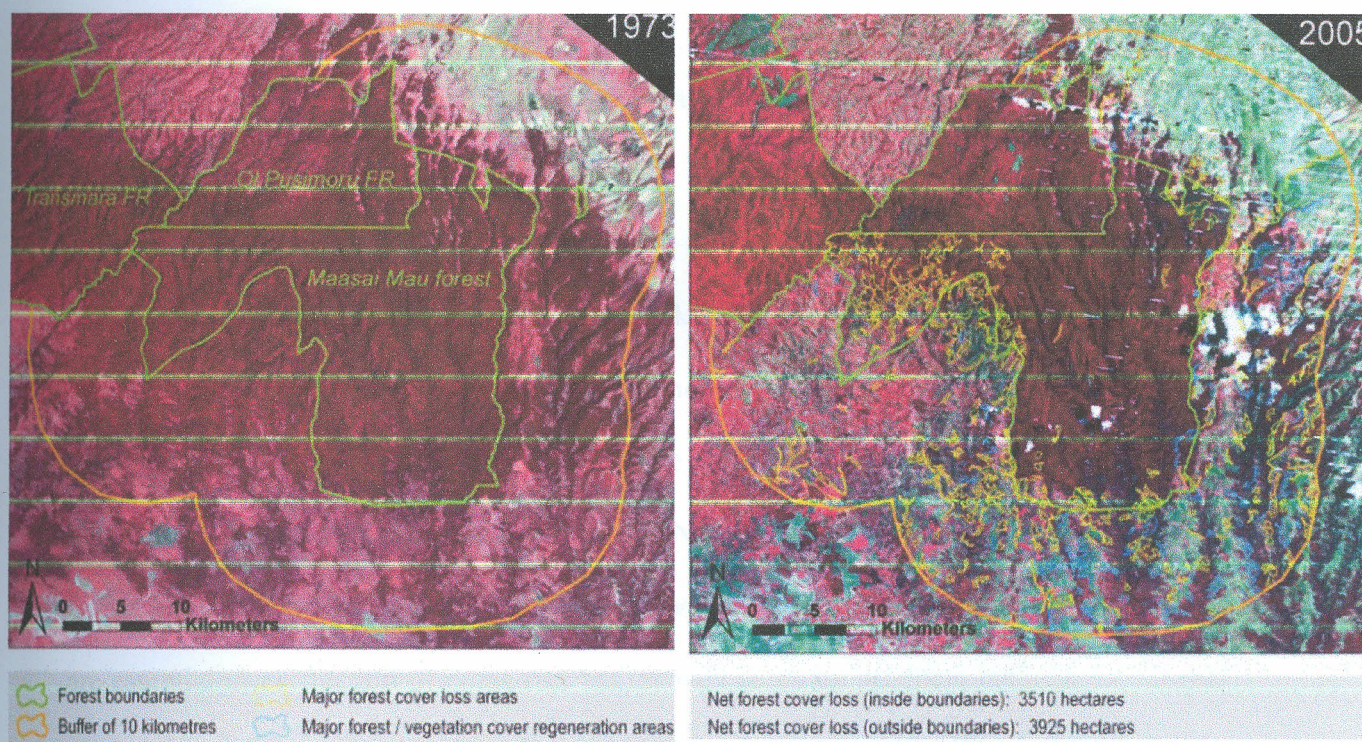 1973
Transmara FR
Ol Pusimoru FR
Maasai Mau forest
N
0 5 10
Kilometers
2005
N
0 5 10
Kilometers
Forest boundaries
Major forest cover loss areas
Buffer of 10 kilometres
Major forest / vegetation cover regeneration areas
Net forest cover loss (inside boundaries): 3510 hectares
Net forest cover loss (outside boundaries): 3925 hectares